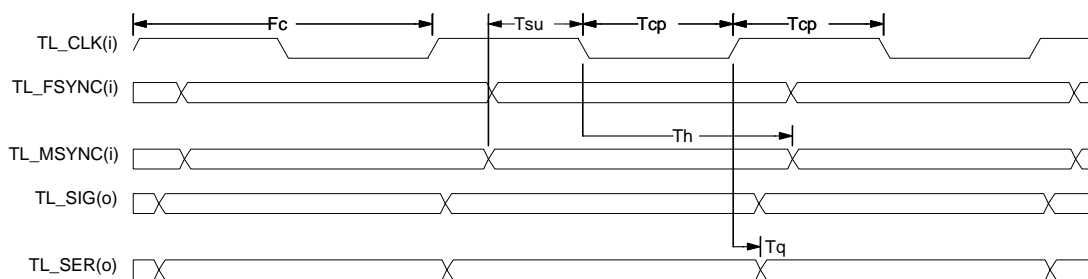 Fc
Tsu
Tcp
Tcp
TL_CLK(i)
TL_FSYNC(i)
Th
TL_MSYNC(i)
TL_SIG(o)
Tq
TL_SER(o)